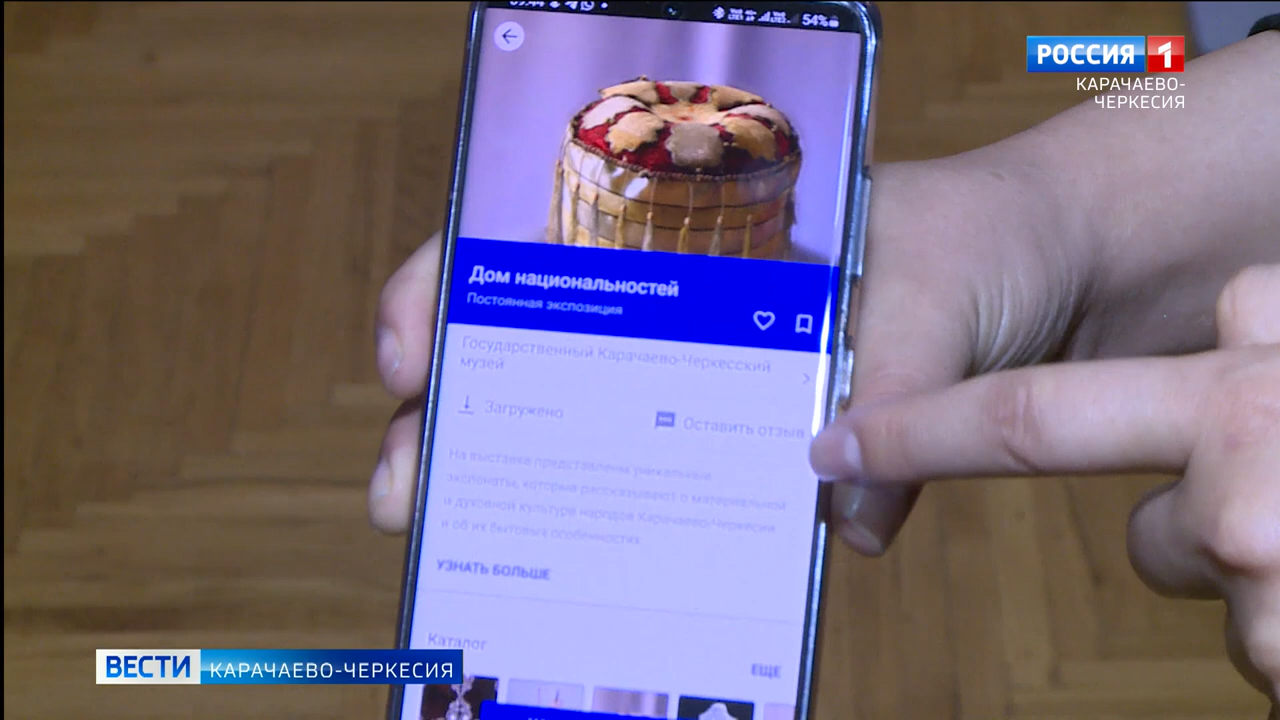 54%
РОССИЯ 1
КАРАЧАЕВО-
ЧЕРКЕСИЯ
Дом национальностей
Постоянная экспозиция
Государственный Карачаево-Черкесский
музей
Загружено
Оставить отзыв
На выставке представлены уникальные
экспонаты, которые рассказывают о материальной
и духовной культуре народов Карачаево-Черкесии
и об их бытовых особенностях.
УЗНАТЬ БОЛЬШЕ
Каталог
ЕЩЕ
ВЕСТИ КАРАЧАЕВО-ЧЕРКЕСИЯ